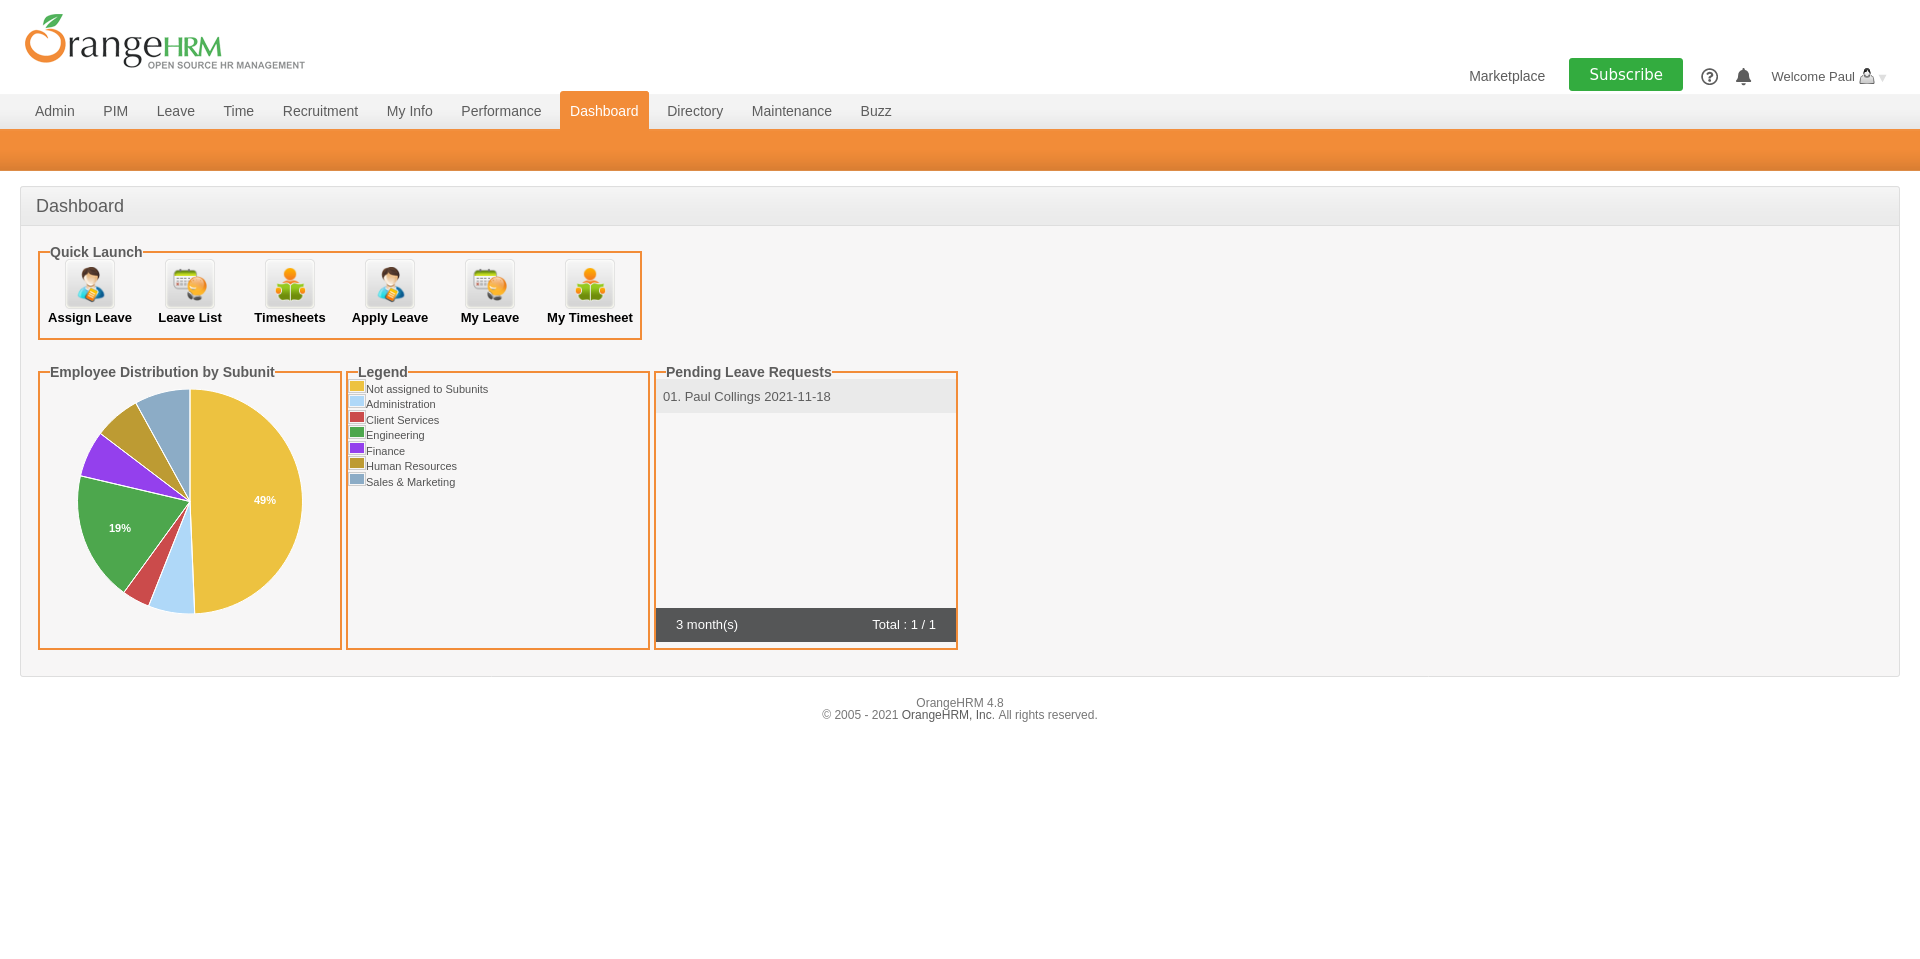 OrangeHRM
OPEN SOURCE HR MANAGEMENT
Marketplace
Subscribe
Welcome Paul
Admin PIM Leave Time Recruitment My Info Performance Dashboard Directory Maintenance Buzz
Dashboard
Quick Launch
Assign Leave Leave List Timesheets Apply Leave My Leave My Timesheet
Employee Distribution by Subunit
49%
19%
Legend
Not assigned to Subunits
Administration
Client Services
Engineering
Finance
Human Resources
Sales & Marketing
Pending Leave Requests
01. Paul Collings 2021-11-18
3 month(s) Total : 1 / 1
OrangeHRM 4.8
© 2005 - 2021 OrangeHRM, Inc. All rights reserved.